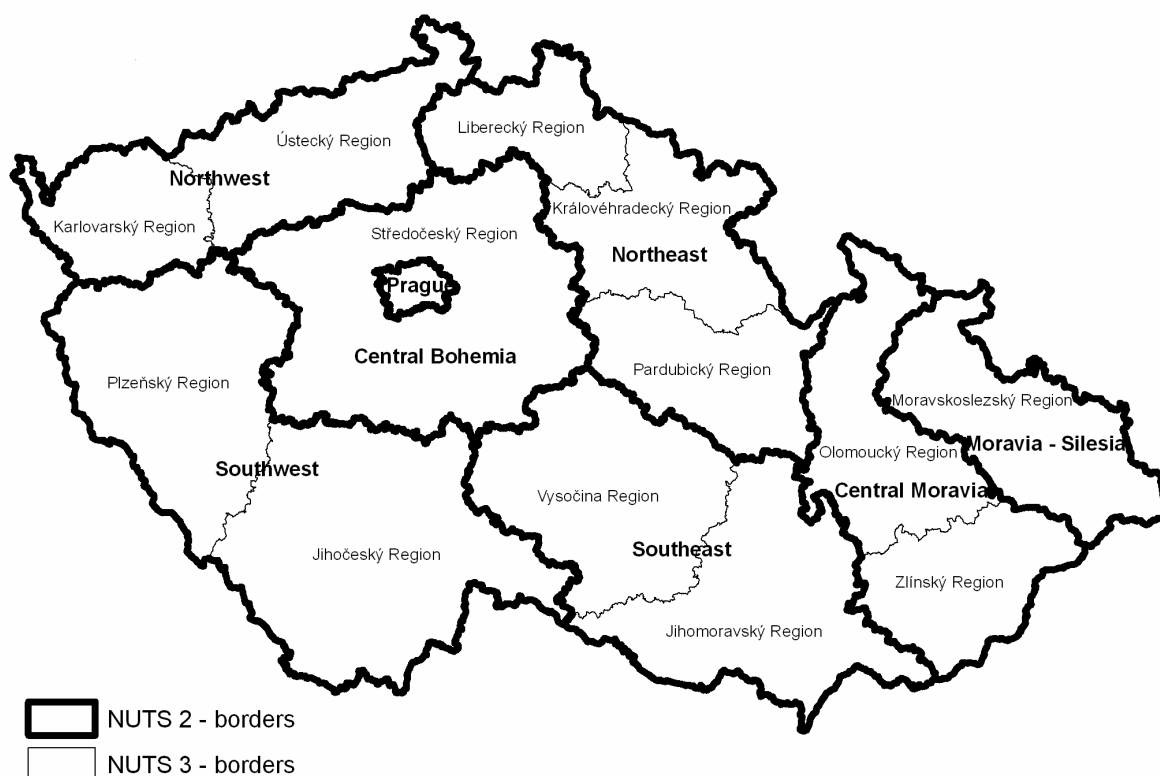 Liberecký Region
Ústecký Region
Northwest
Karlovarský Region
Královéhradecký Region
Středočeský Region
Northeast
Prague
Central Bohemia
Pardubický Region
Plzeňský Region
Moravskoslezský Region
Moravia - Silesia
Olomoucký Region
Southwest
Central Moravia
Vysočina Region
Southeast
Jihočeský Region
Zlínský Region
Jihomoravský Region
NUTS 2 - borders
NUTS 3 - borders